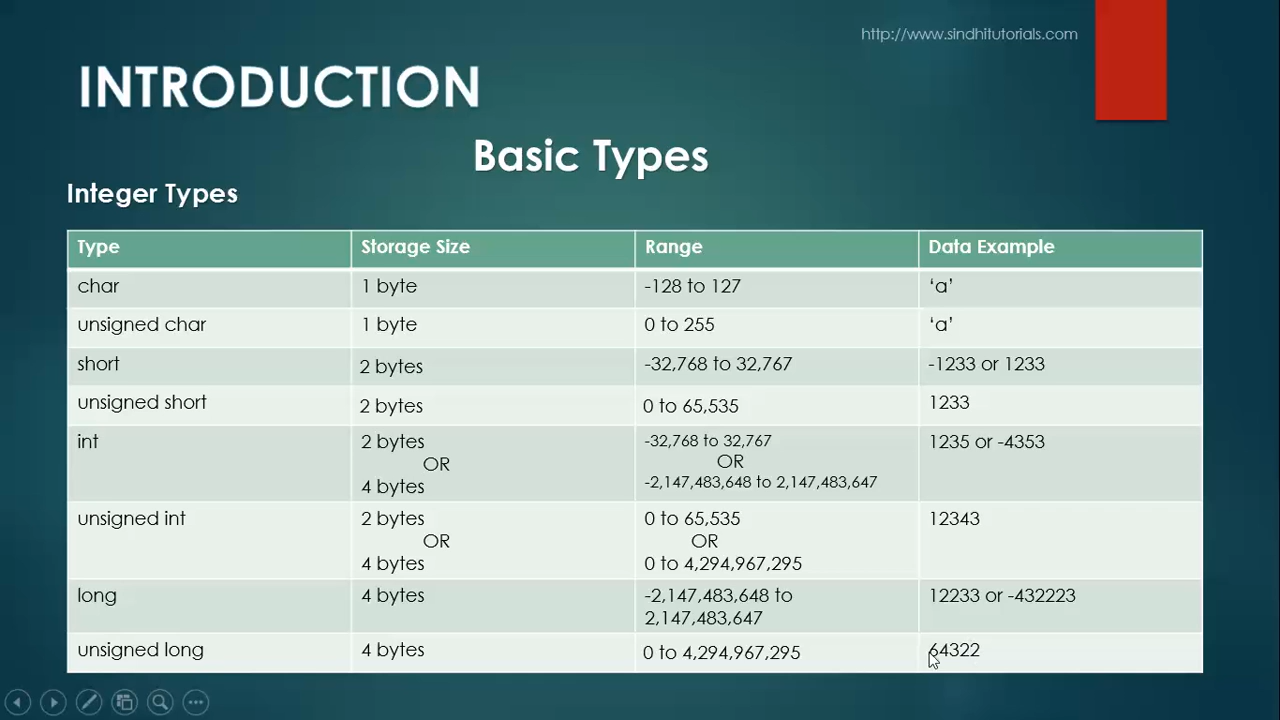 http://www.sindhitutorials.com
INTRODUCTION
Basic Types
Integer Types
Type Storage Size Range Data Example
char 1 byte -128 to 127 ‘a’
unsigned char 1 byte 0 to 255 ‘a’
short 2 bytes -32,768 to 32,767 -1233 or 1233
unsigned short 2 bytes 0 to 65,535 1233
int 2 bytes -32,768 to 32,767 1235 or -4353
OR OR
4 bytes -2,147,483,648 to 2,147,483,647
unsigned int 2 bytes 0 to 65,535 12343
OR OR
4 bytes 0 to 4,294,967,295
long 4 bytes -2,147,483,648 to 12233 or -432223
2,147,483,647
unsigned long 4 bytes 0 to 4,294,967,295 64322